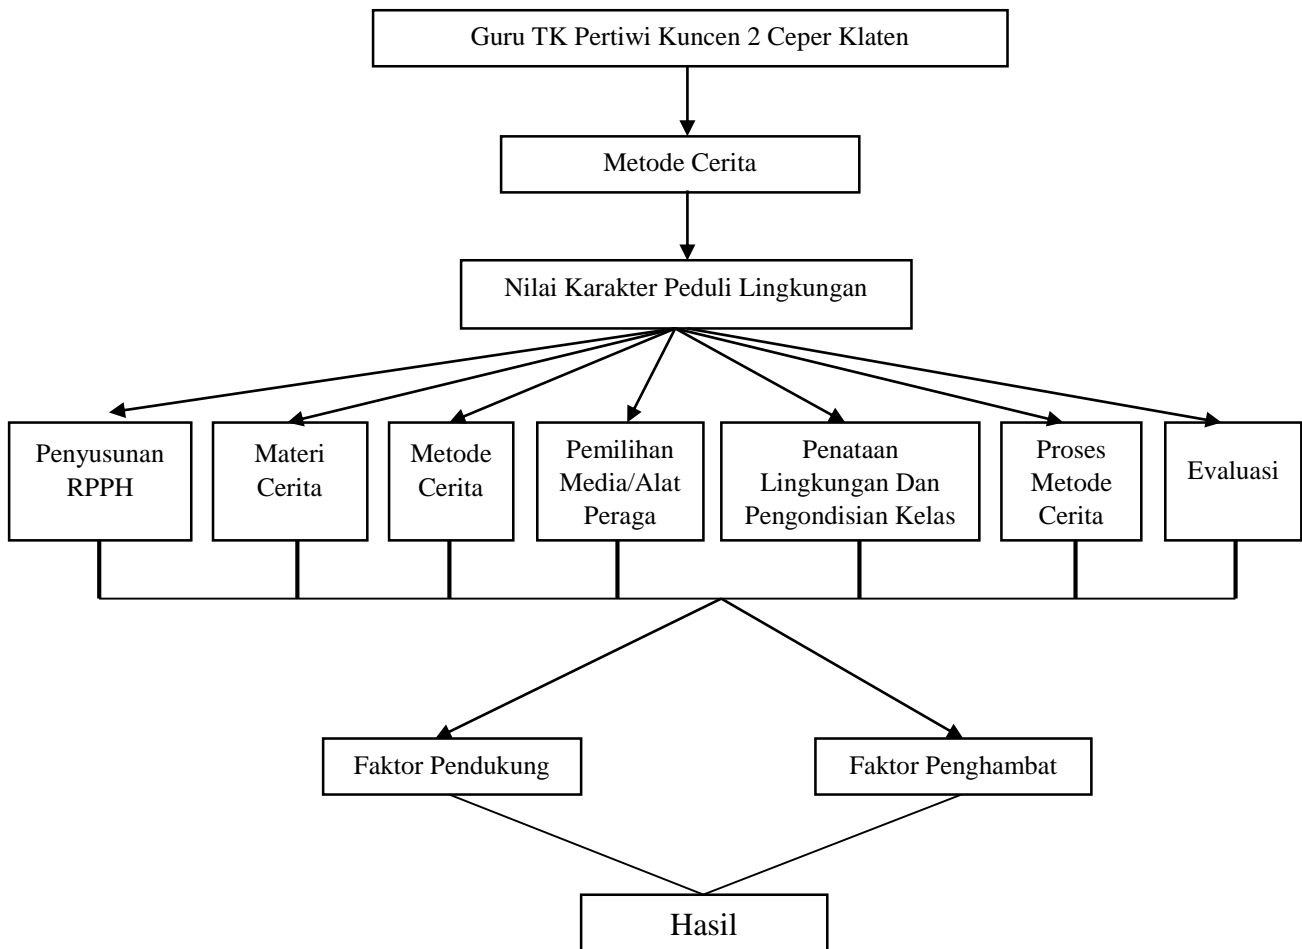 Guru TK Pertiwi Kuncen 2 Ceper Klaten
Metode Cerita
Nilai Karakter Peduli Lingkungan
Penyusunan
RPPH
Materi
Cerita
Metode
Cerita
Pemilihan
Media/Alat
Peraga
Penataan
Lingkungan Dan
Pengondisian Kelas
Proses
Metode
Cerita
Evaluasi
Faktor Pendukung
Faktor Penghambat
Hasil